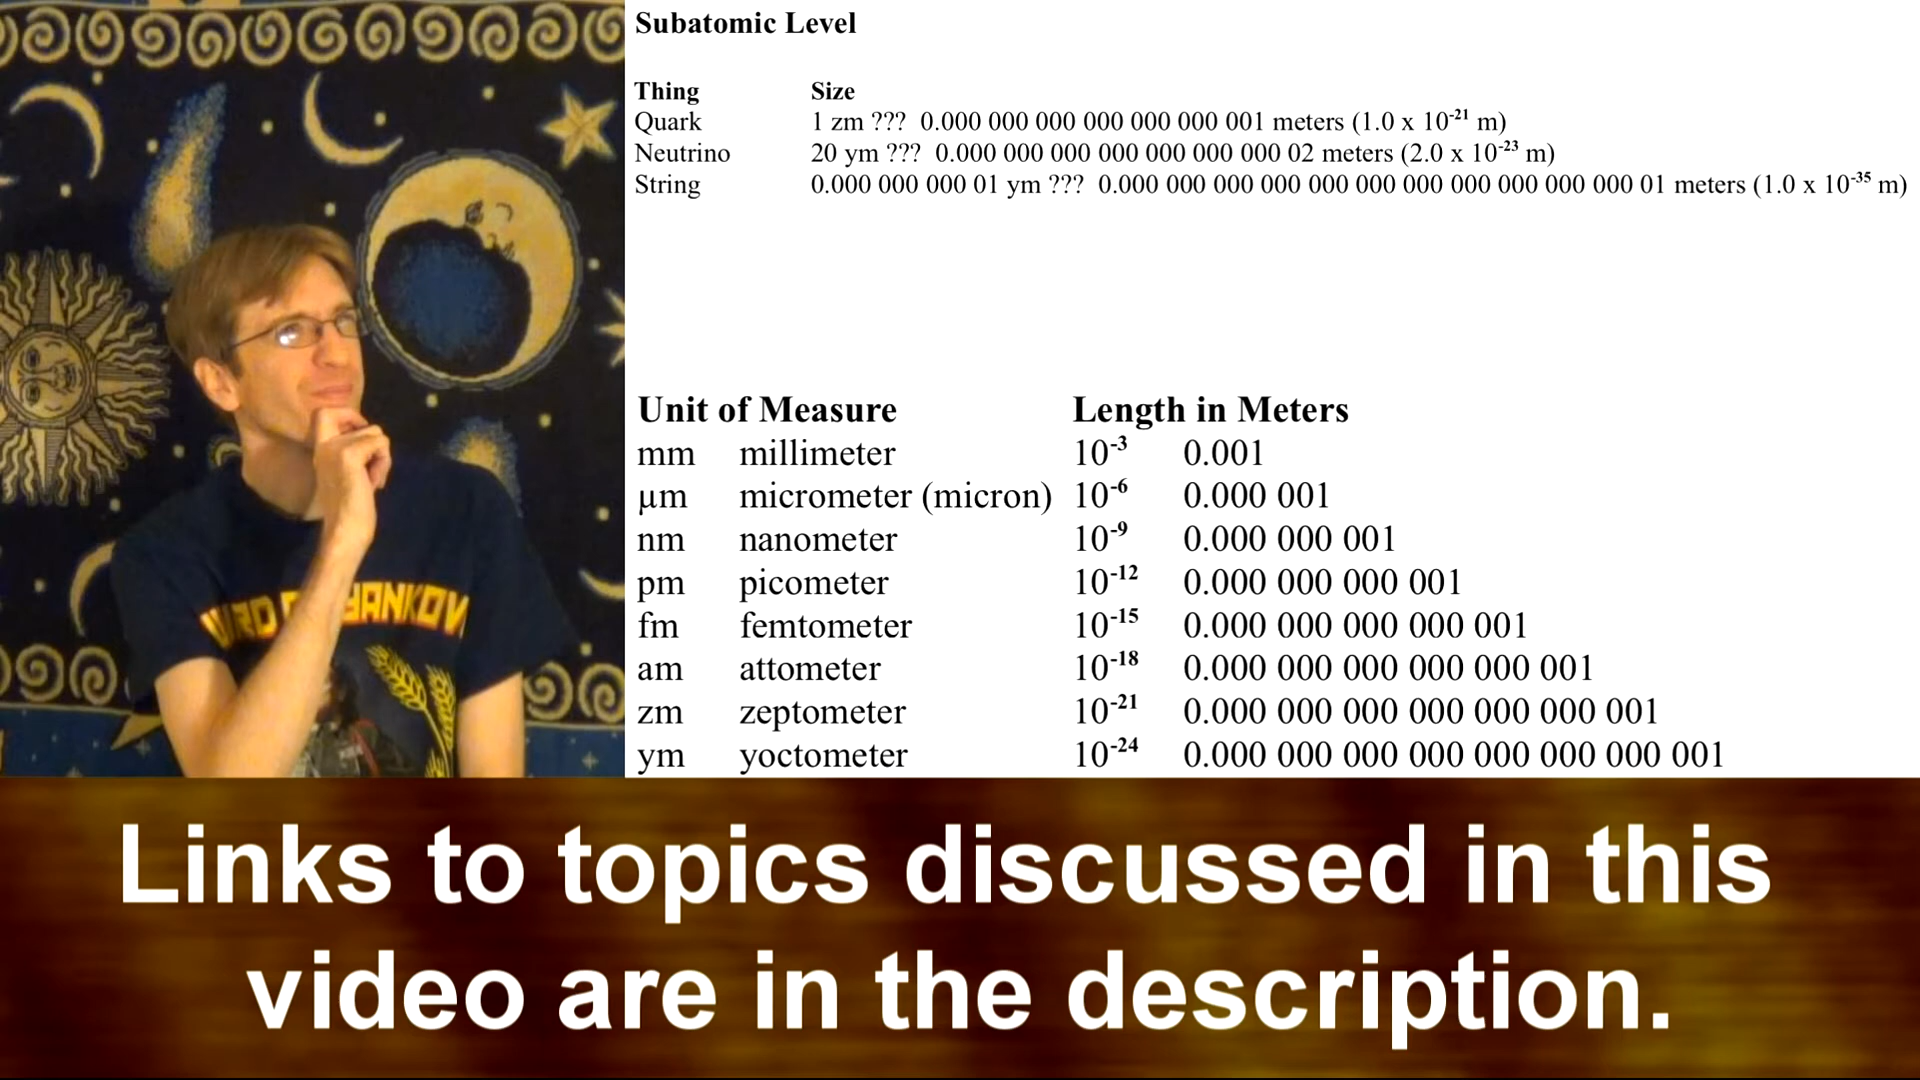 Subatomic Level
Thing Size
Quark 1 zm ??? 0.000 000 000 000 000 000 001 meters (1.0 x 10⁻²¹ m)
Neutrino 20 ym ??? 0.000 000 000 000 000 000 000 02 meters (2.0 x 10⁻²³ m)
String 0.000 000 000 01 ym ??? 0.000 000 000 000 000 000 000 000 000 000 000 01 meters (1.0 x 10⁻³⁵ m)
Unit of Measure Length in Meters
mm millimeter 10⁻³ 0.001
µm micrometer (micron) 10⁻⁶ 0.000 001
nm nanometer 10⁻⁹ 0.000 000 001
pm picometer 10⁻¹² 0.000 000 000 001
fm femtometer 10⁻¹⁵ 0.000 000 000 000 001
am attometer 10⁻¹⁸ 0.000 000 000 000 000 001
zm zeptometer 10⁻²¹ 0.000 000 000 000 000 000 001
ym yoctometer 10⁻²⁴ 0.000 000 000 000 000 000 000 001
YANKOV
Links to topics discussed in this
video are in the description.